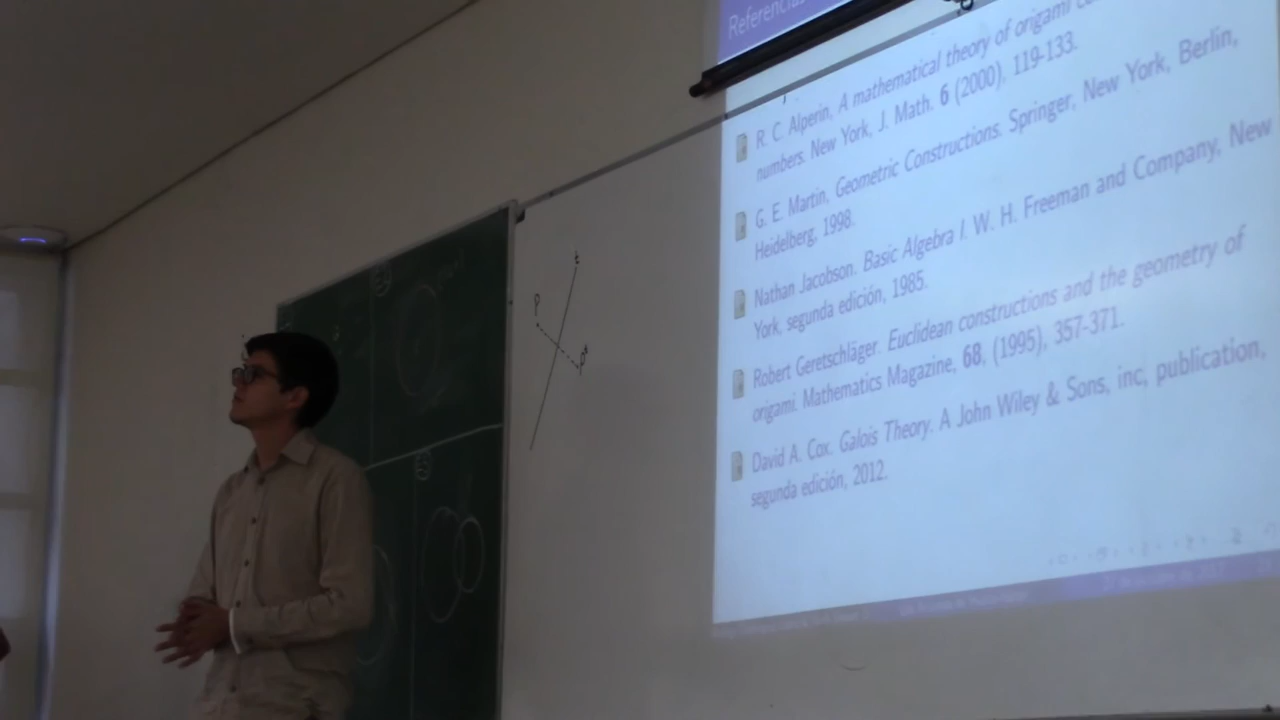 Referencias
R. C. Alperin, A mathematical theory of origami
numbers. New York, J. Math. 6 (2000), 119-133.
G. E. Martin, Geometric Constructions. Springer, New York, Berlin,
Heidelberg, 1998.
Nathan Jacobson. Basic Algebra I. W. H. Freeman and Company, New
York, segunda edición, 1985.
Robert Geretschläger. Euclidean constructions and the geometry of
origami. Mathematics Magazine, 68, (1995), 357-371.
David A. Cox. Galois Theory. A John Wiley & Sons, inc, publication,
segunda edición, 2012.
P